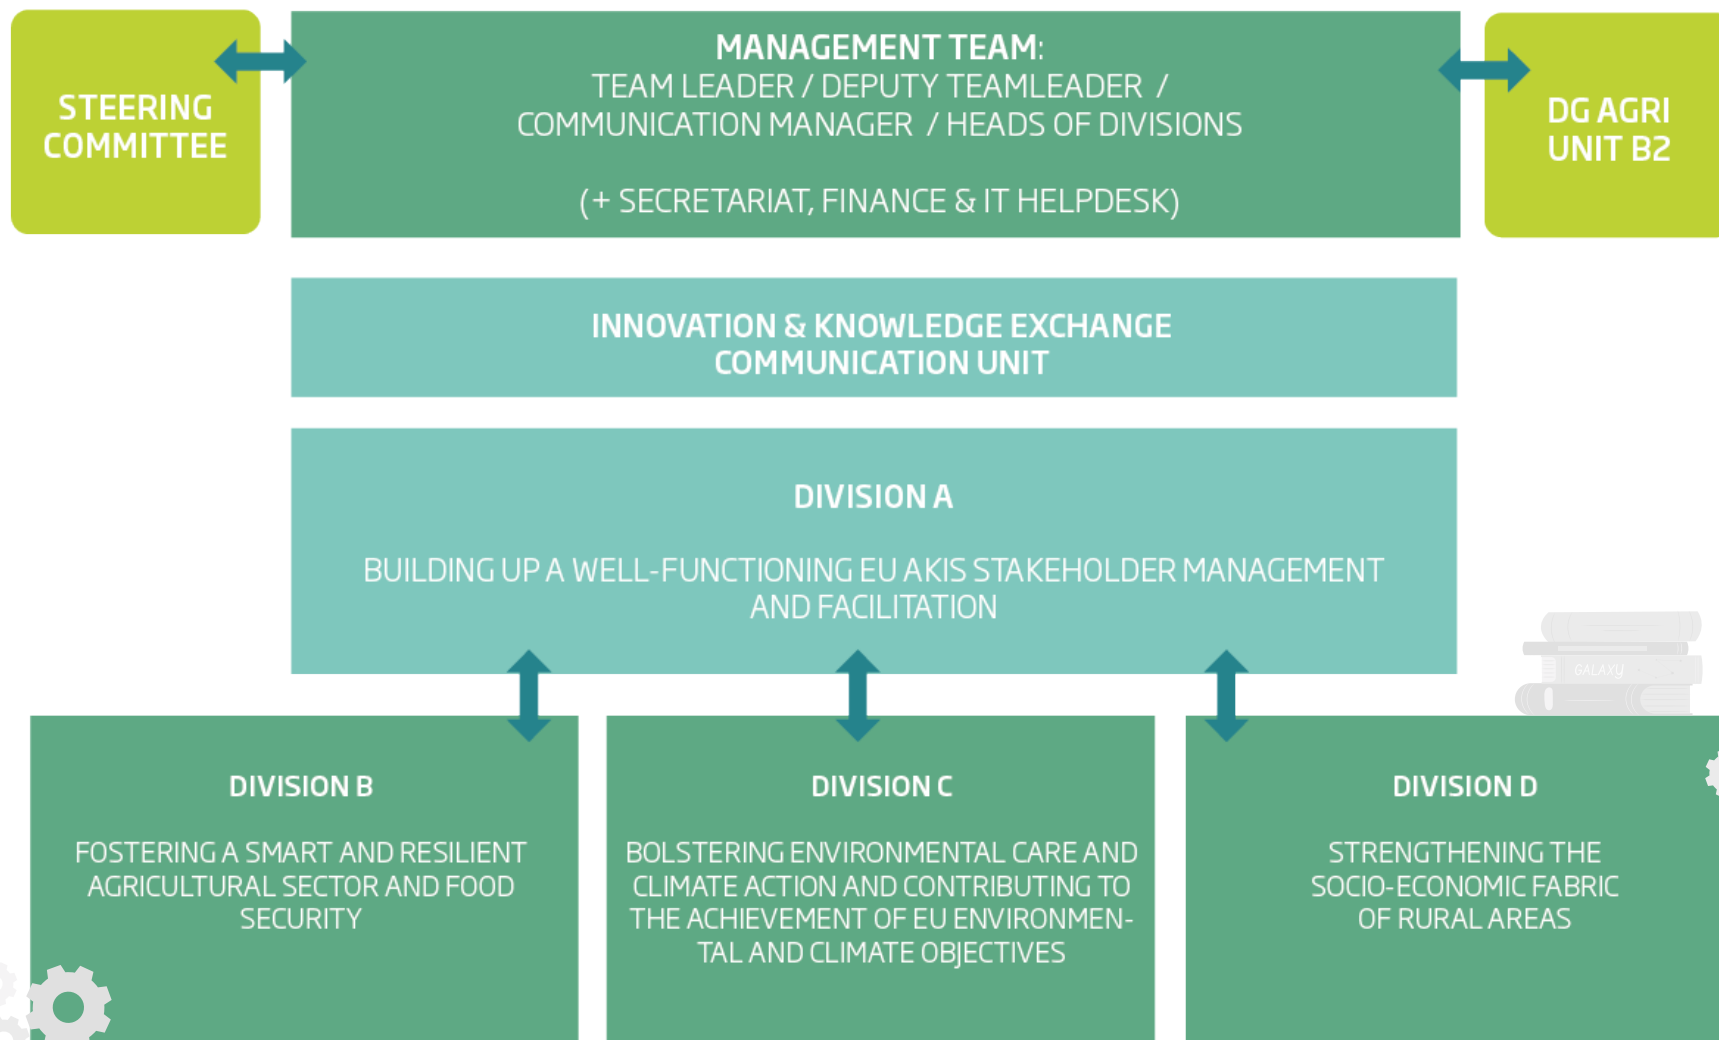 STEERING
COMMITTEE
MANAGEMENT TEAM:
TEAM LEADER / DEPUTY TEAMLEADER /
COMMUNICATION MANAGER / HEADS OF DIVISIONS
(+ SECRETARIAT, FINANCE & IT HELPDESK)
DG AGRI
UNIT B2
INNOVATION & KNOWLEDGE EXCHANGE
COMMUNICATION UNIT
DIVISION A
BUILDING UP A WELL-FUNCTIONING EU AKIS STAKEHOLDER MANAGEMENT
AND FACILITATION
GALAXY
DIVISION B
FOSTERING A SMART AND RESILIENT
AGRICULTURAL SECTOR AND FOOD
SECURITY
DIVISION C
BOLSTERING ENVIRONMENTAL CARE AND
CLIMATE ACTION AND CONTRIBUTING TO
THE ACHIEVEMENT OF EU ENVIRONMEN-
TAL AND CLIMATE OBJECTIVES
DIVISION D
STRENGTHENING THE
SOCIO-ECONOMIC FABRIC
OF RURAL AREAS